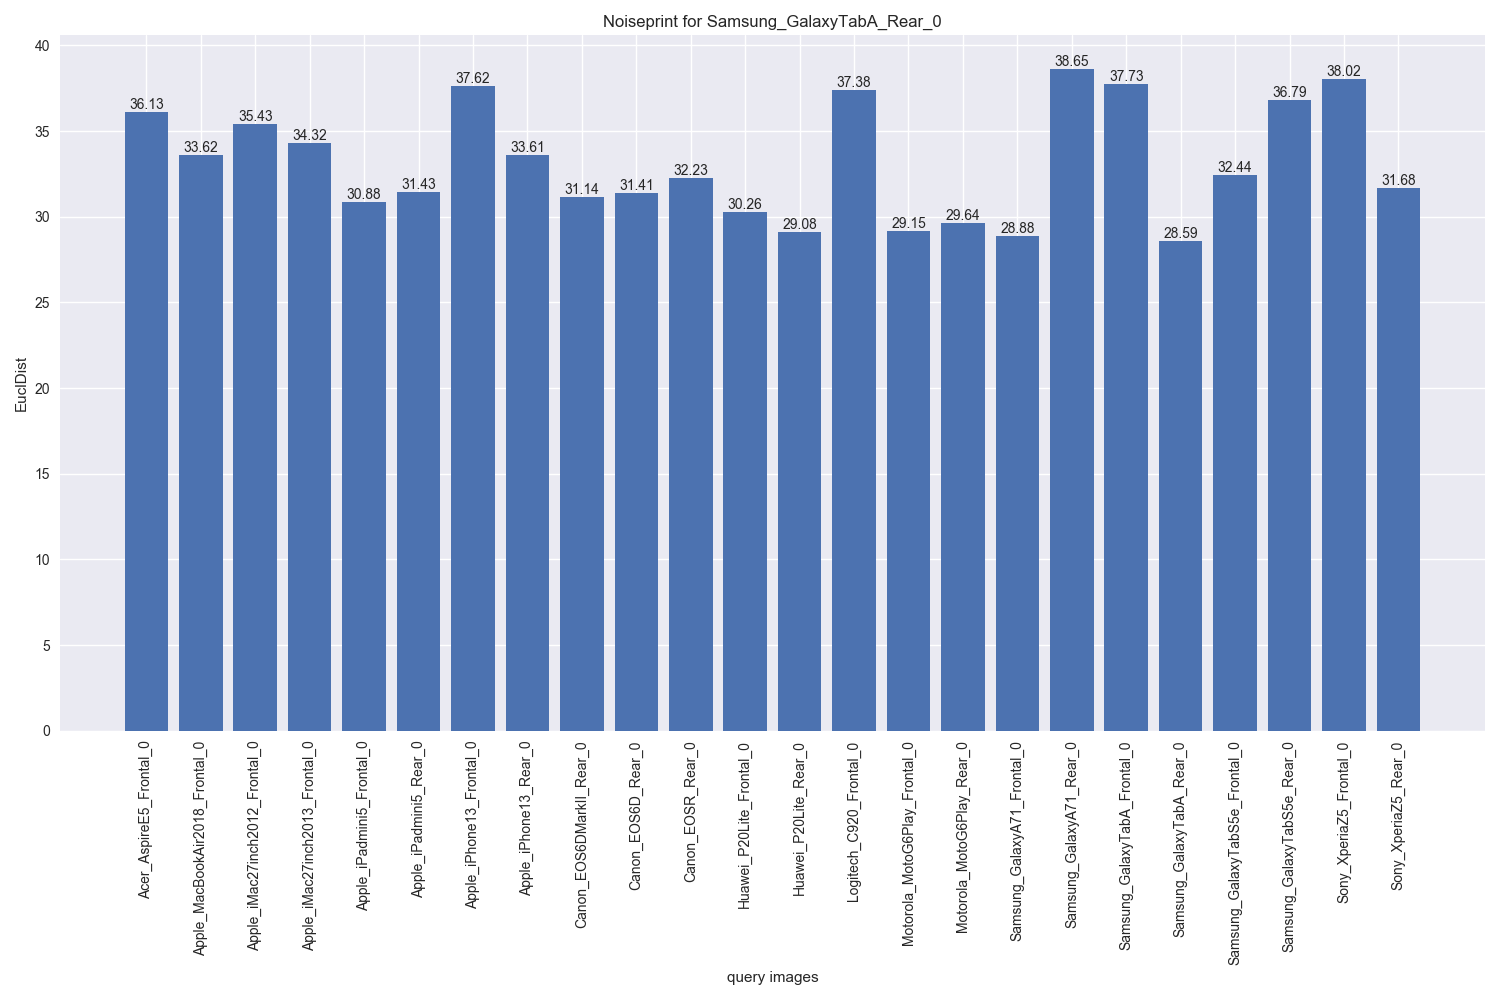 Noiseprint for Samsung_GalaxyTabA_Rear_0
EuclDist
40
35
30
25
20
15
10
5
0
36.13
33.62
35.43
34.32
30.88
31.43
37.62
33.61
31.14
31.41
32.23
30.26
29.08
37.38
29.15
29.64
28.88
38.65
37.73
28.59
32.44
36.79
38.02
31.68
Acer_AspireE5_Frontal_0
Apple_MacBookAir2018_Frontal_0
Apple_iMac27inch2012_Frontal_0
Apple_iMac27inch2013_Frontal_0
Apple_iPadmini5_Frontal_0
Apple_iPadmini5_Rear_0
Apple_iPhone13_Frontal_0
Apple_iPhone13_Rear_0
Canon_EOS6DMarkII_Rear_0
Canon_EOS6D_Rear_0
Canon_EOSR_Rear_0
Huawei_P20Lite_Frontal_0
Huawei_P20Lite_Rear_0
Logitech_C920_Frontal_0
Motorola_MotoG6Play_Frontal_0
Motorola_MotoG6Play_Rear_0
Samsung_GalaxyA71_Frontal_0
Samsung_GalaxyA71_Rear_0
Samsung_GalaxyTabA_Frontal_0
Samsung_GalaxyTabA_Rear_0
Samsung_GalaxyTabS5e_Frontal_0
Samsung_GalaxyTabS5e_Rear_0
Sony_XperiaZ5_Frontal_0
Sony_XperiaZ5_Rear_0
query images